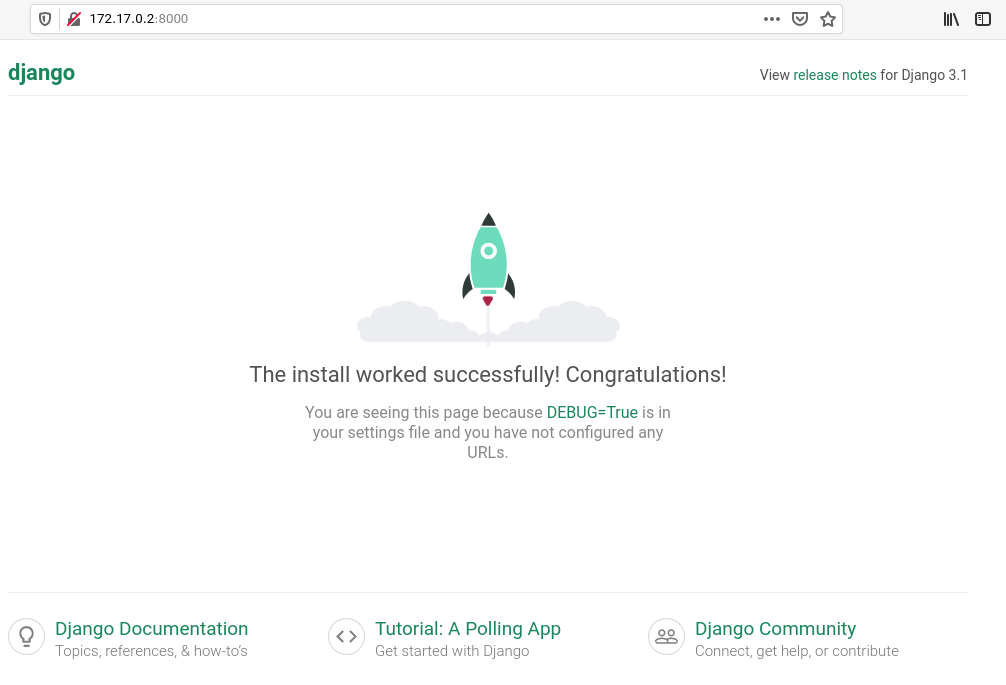 172.17.0.2:8000
django
View release notes for Django 3.1
The install worked successfully! Congratulations!
You are seeing this page because DEBUG=True is in
your settings file and you have not configured any
URLs.
Django Documentation
Topics, references, & how-to's
Tutorial: A Polling App
Get started with Django
Django Community
Connect, get help, or contribute